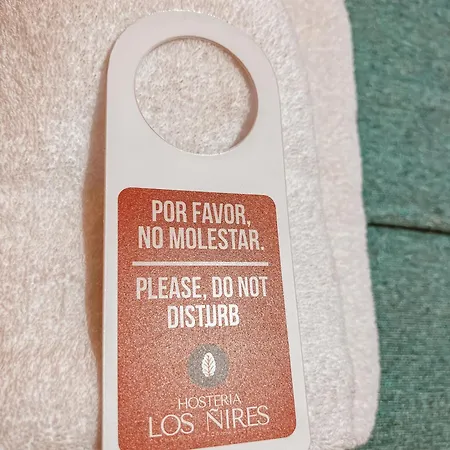 POR FAVOR,
NO MOLESTAR.
PLEASE, DO NOT
DISTURB
HOSTERIA
LOS ÑIRES